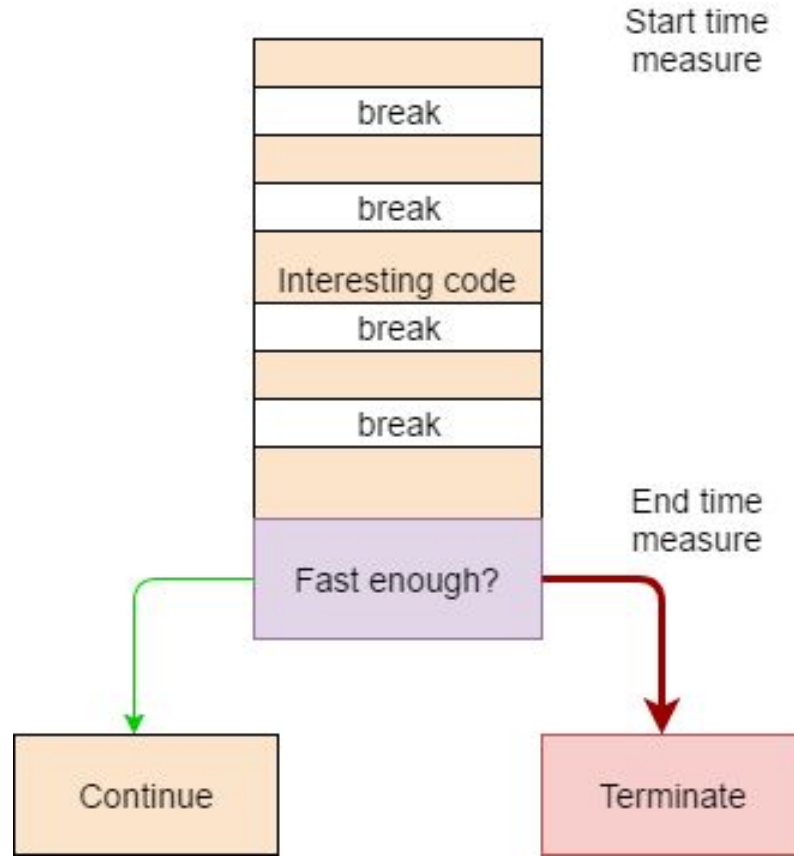 Start time
measure
break
break
Interesting code
break
break
End time
measure
Fast enough?
Continue
Terminate